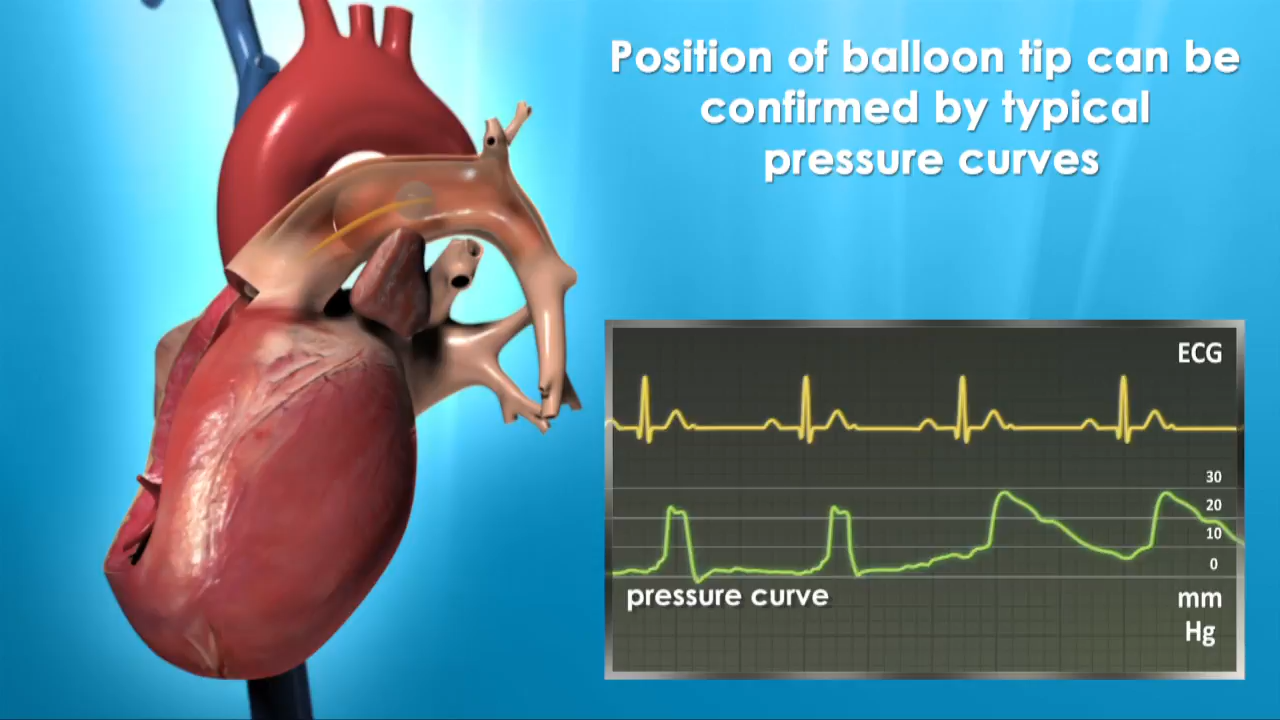 Position of balloon tip can be
confirmed by typical
pressure curves
ECG
30
20
10
0
pressure curve
mm
Hg